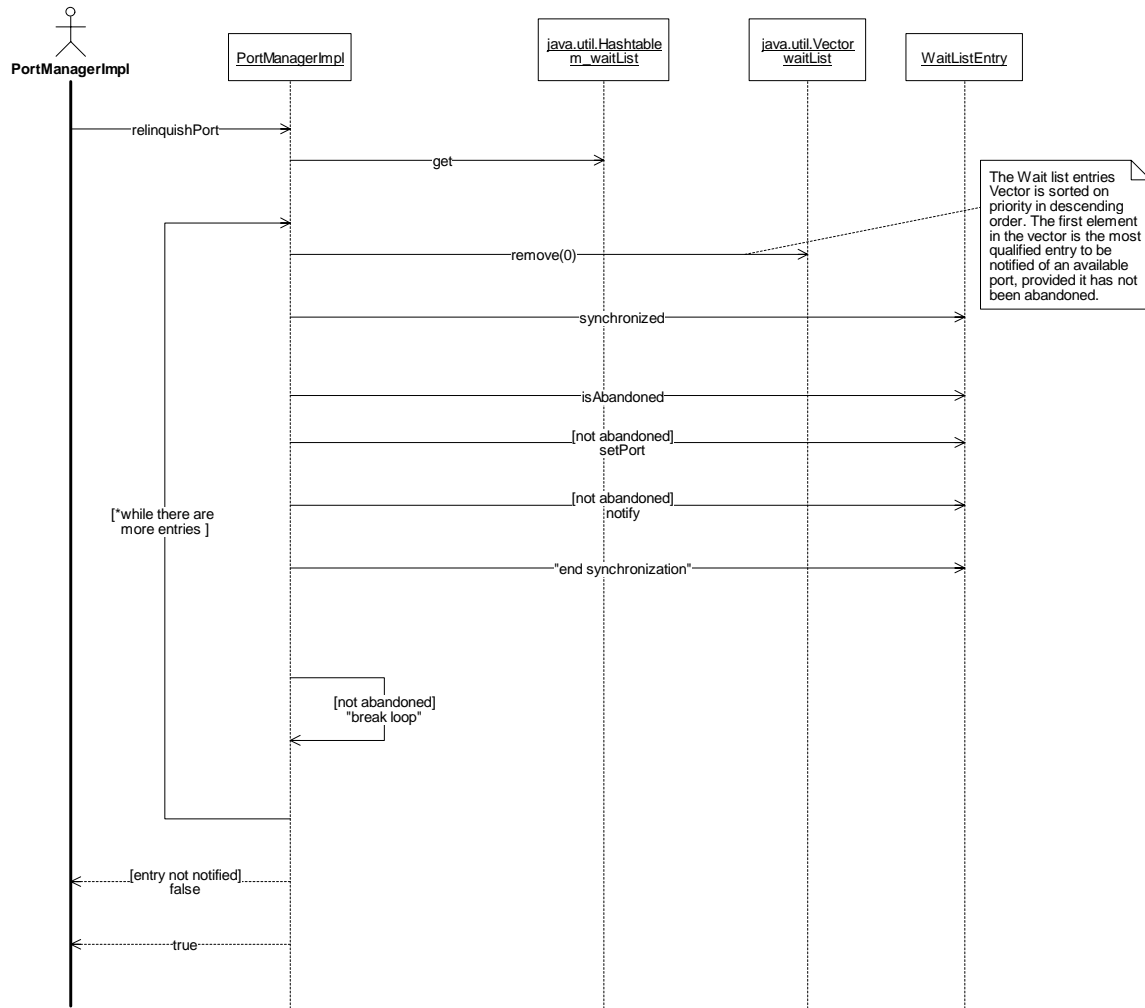 PortManagerImpl
PortManagerImpl
java.util.Hashtable
m_waitList
java.util.Vector
waitList
WaitListEntry
relinquishPort
get
The Wait list entries
Vector is sorted on
priority in descending
order. The first element
in the vector is the most
qualified entry to be
notified of an available
port, provided it has not
been abandoned.
remove(0)
synchronized
isAbandoned
[not abandoned]
setPort
[not abandoned]
notify
[*while there are
more entries ]
"end synchronization"
[not abandoned]
"break loop"
[entry not notified]
false
true